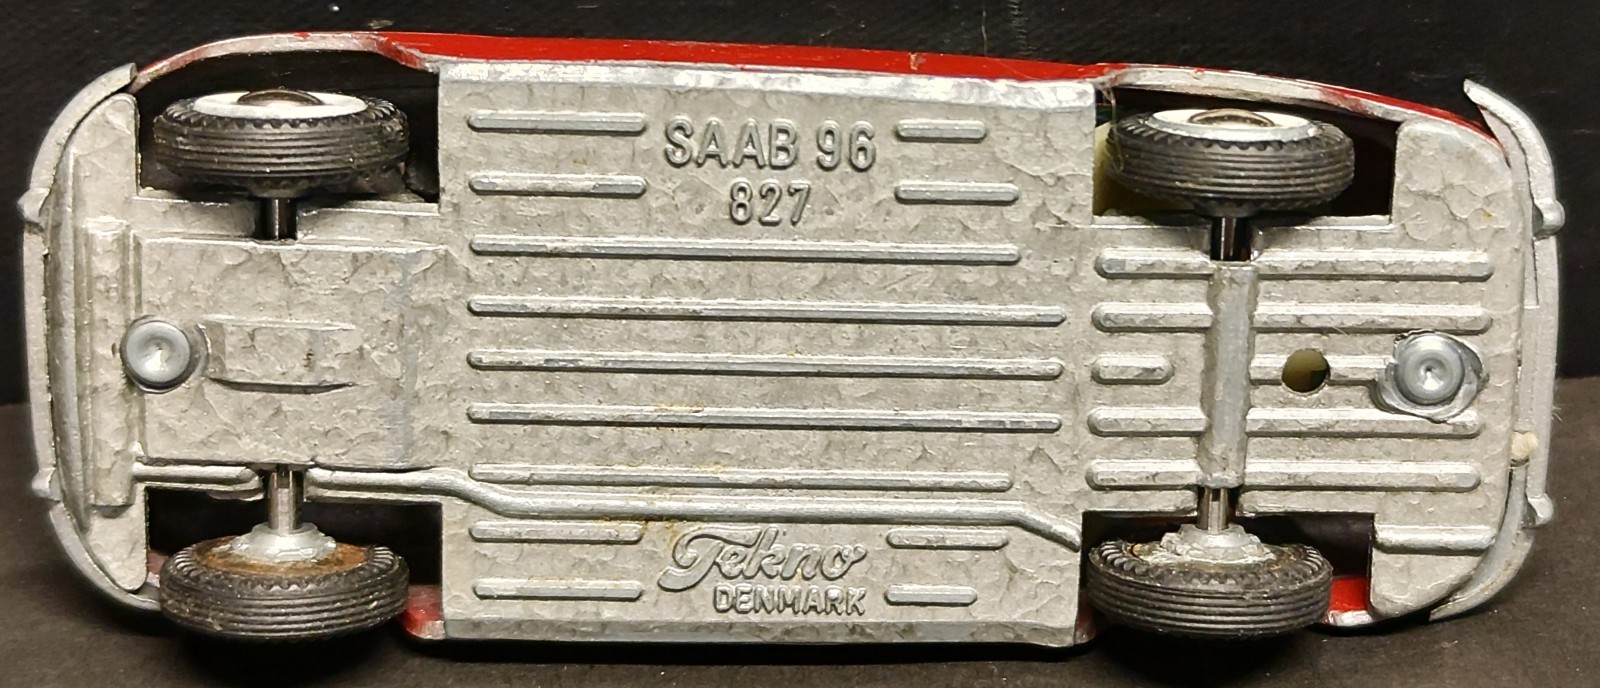 SAAB 96
827
Tekno
DENMARK